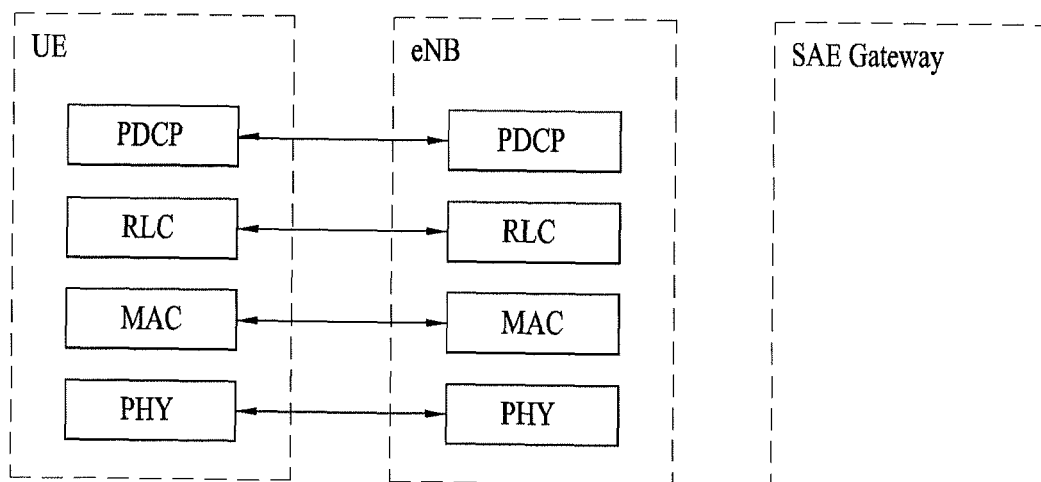 UE
eNB
SAE Gateway
PDCP
PDCP
RLC
RLC
MAC
MAC
PHY
PHY